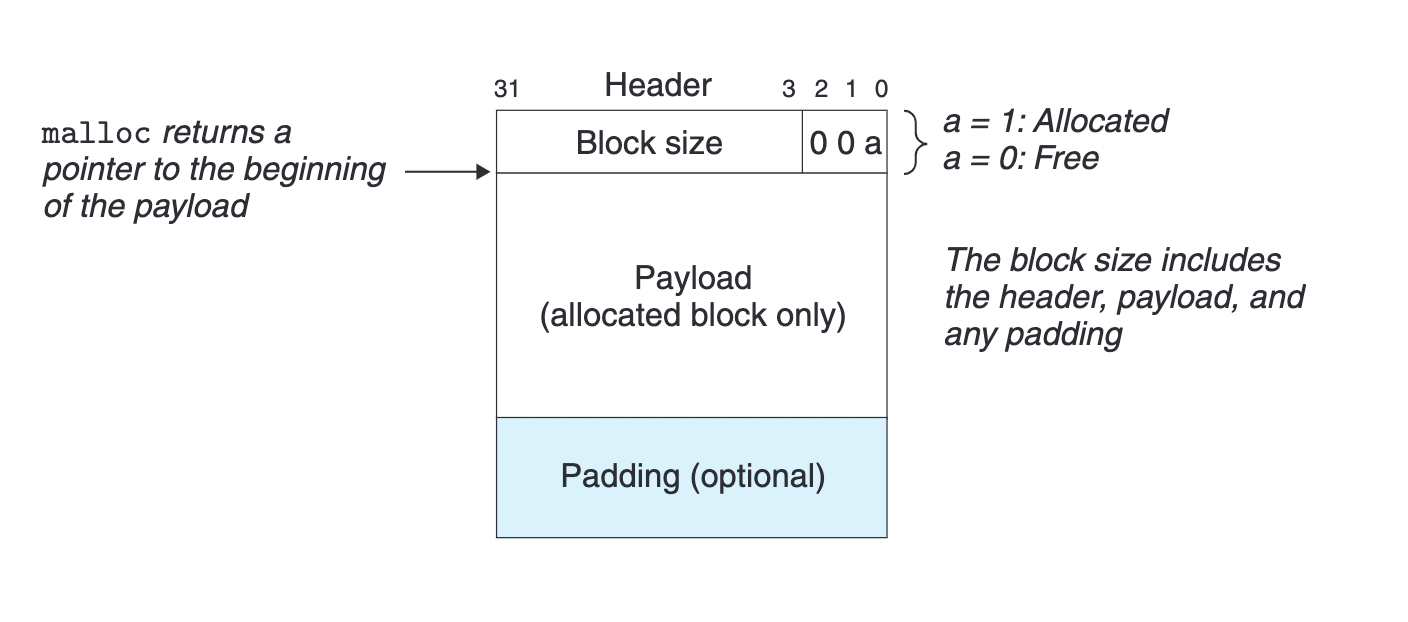 malloc returns a
pointer to the beginning
of the payload
31 Header 3 2 1 0
Block size 0 0 a
a = 1: Allocated
a = 0: Free
Payload
(allocated block only)
The block size includes
the header, payload, and
any padding
Padding (optional)